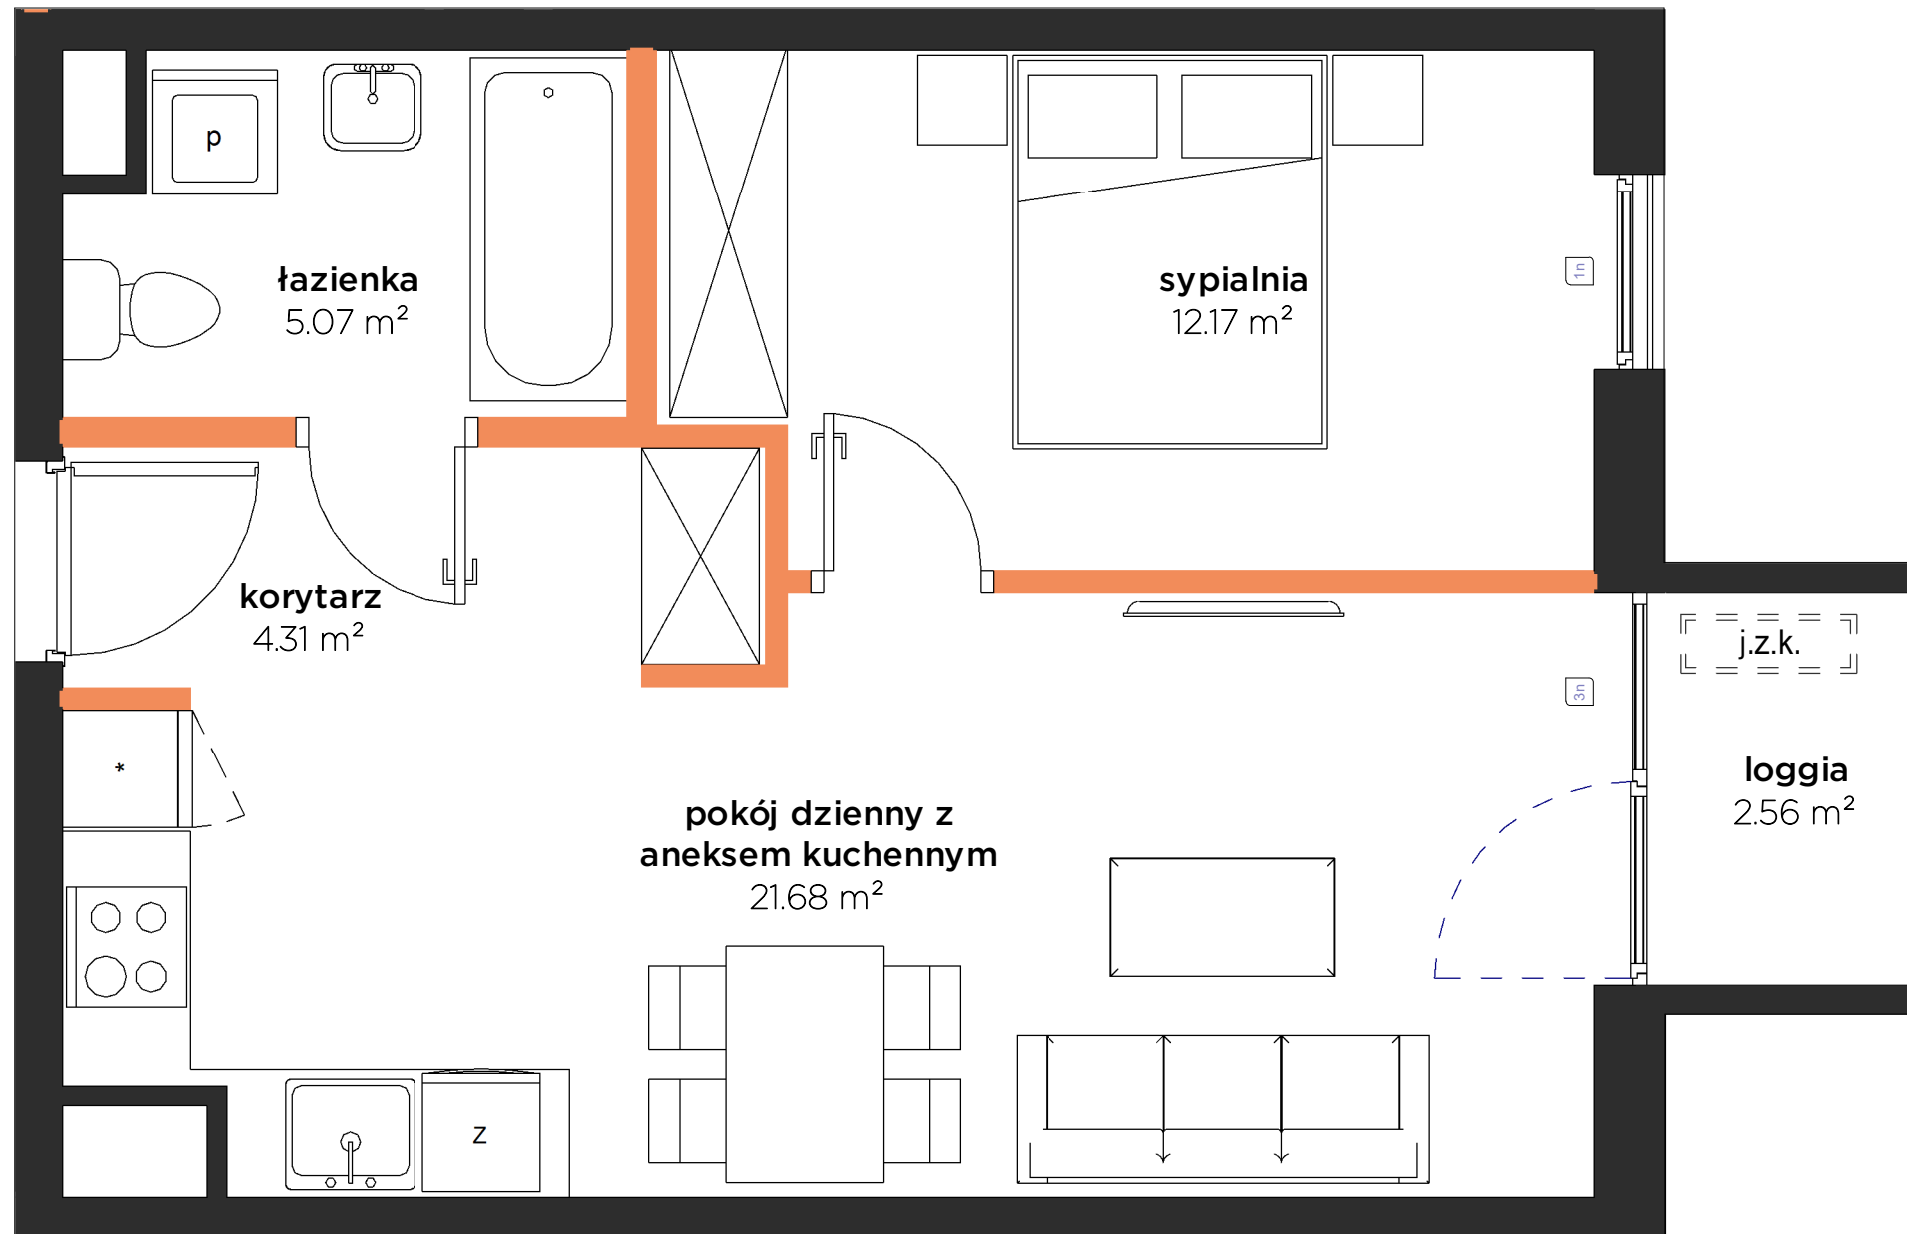 p
łazienka
5.07 m²
sypialnia
12.17 m²
1n
korytarz
4.31 m²
j.z.k.
3n
*
loggia
2.56 m²
pokój dzienny z
aneksem kuchennym
21.68 m²
z